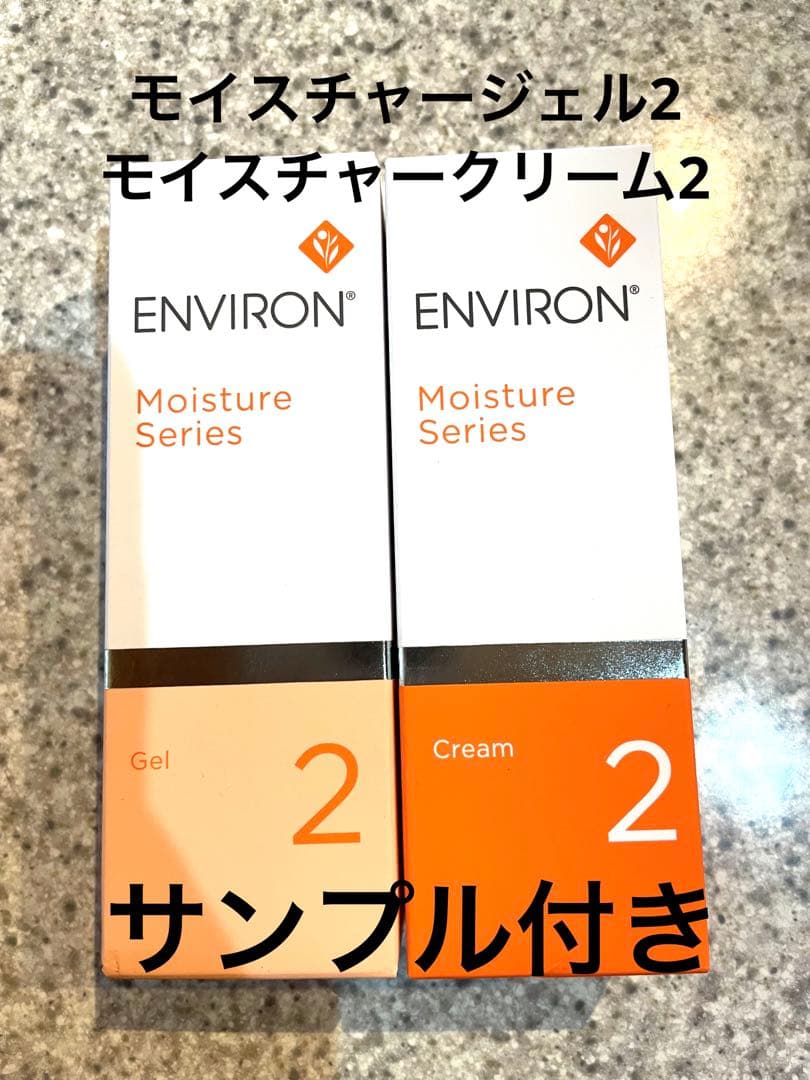 モイスチャージェル2
モイスチャークリーム2
ENVIRON®
Moisture
Series
Gel
2
ENVIRON®
Moisture
Series
Cream
2
サンプル付き